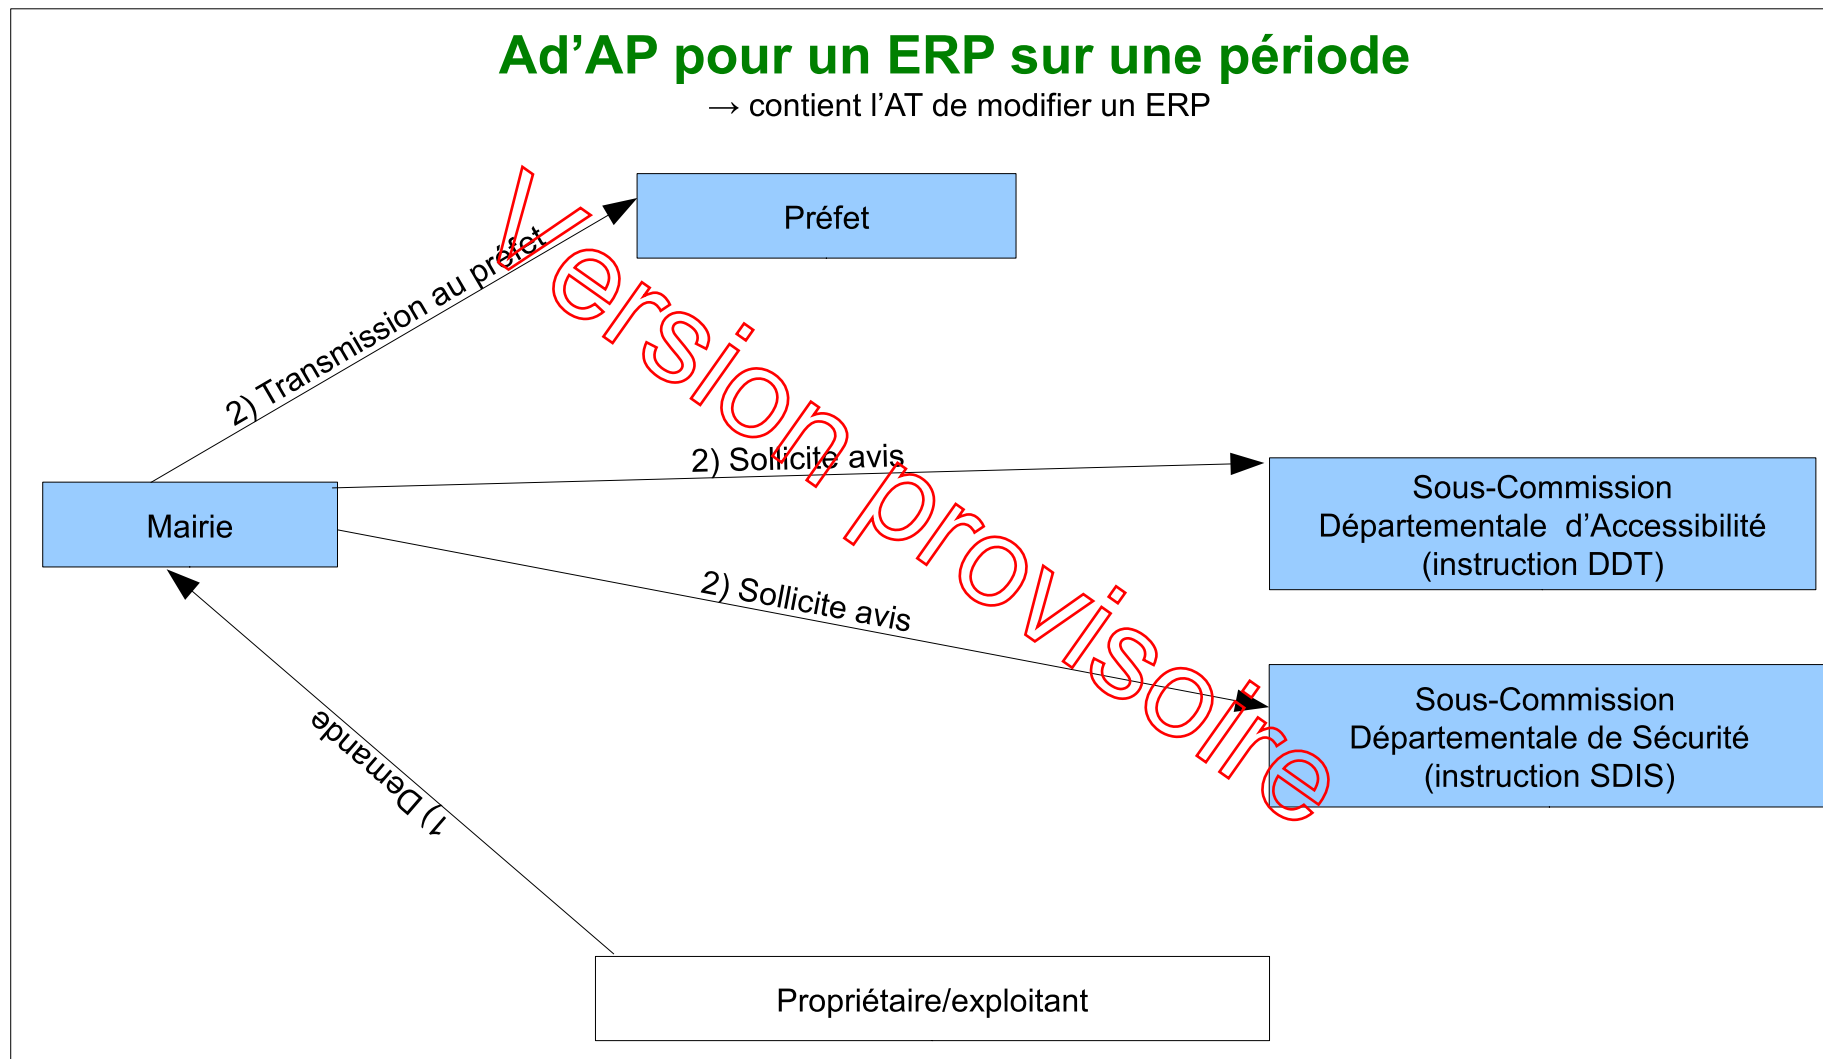 Ad’AP pour un ERP sur une période
→ contient l’AT de modifier un ERP
Préfet
2) Transmission au préfet
Version provisoire
2) Sollicite avis
Sous-Commission
Départementale d’Accessibilité
(instruction DDT)
Mairie
2) Sollicite avis
Sous-Commission
Départementale de Sécurité
(instruction SDIS)
1) Demande
Propriétaire/exploitant